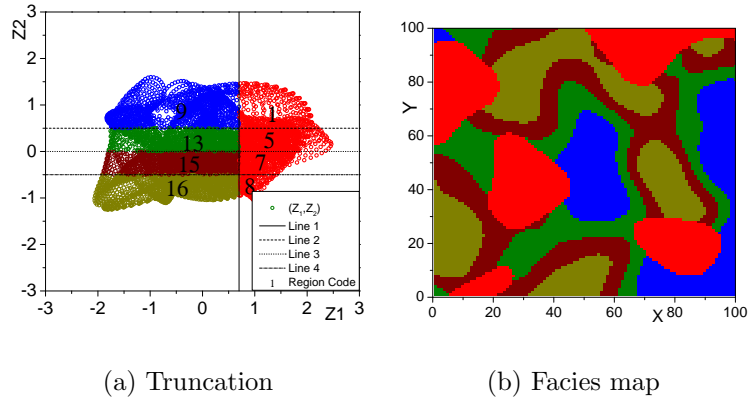 3
2
1
0
-1
-2
-3
Z2
9
1
13
5
15
7
16
8
(Z1,Z2)
Line 1
Line 2
Line 3
Line 4
1 Region Code
-3 -2 -1 0 1 2 3
Z1
(a) Truncation
100
80
60
40
20
0
Y
0 20 40 60 80 100
X
(b) Facies map